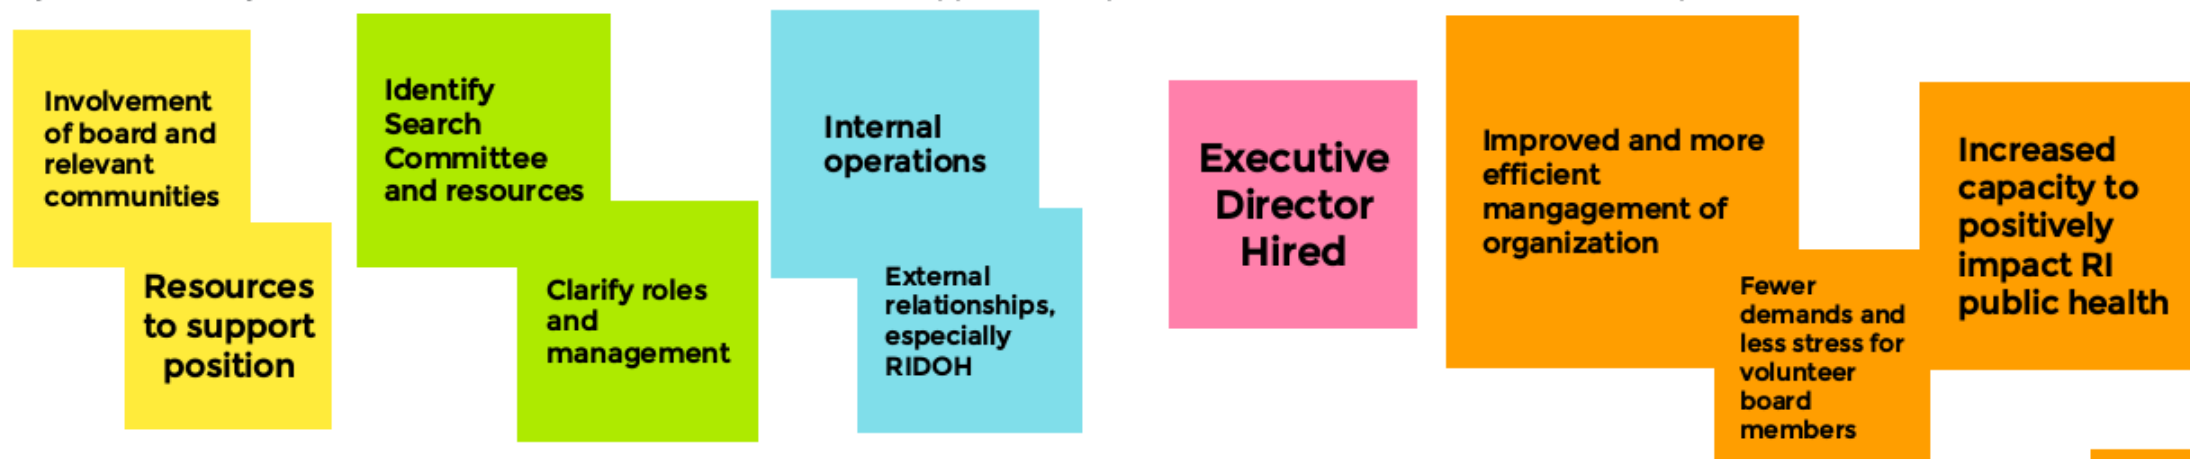 Involvement
of board and
relevant
communities
Resources
to support
position
Identify
Search
Committee
and resources
Clarify roles
and
management
Internal
operations
External
relationships,
especially
RIDOH
Executive
Director
Hired
Improved and more
efficient
mangagement of
organization
Fewer
demands and
less stress for
volunteer
board
members
Increased
capacity to
positively
impact RI
public health